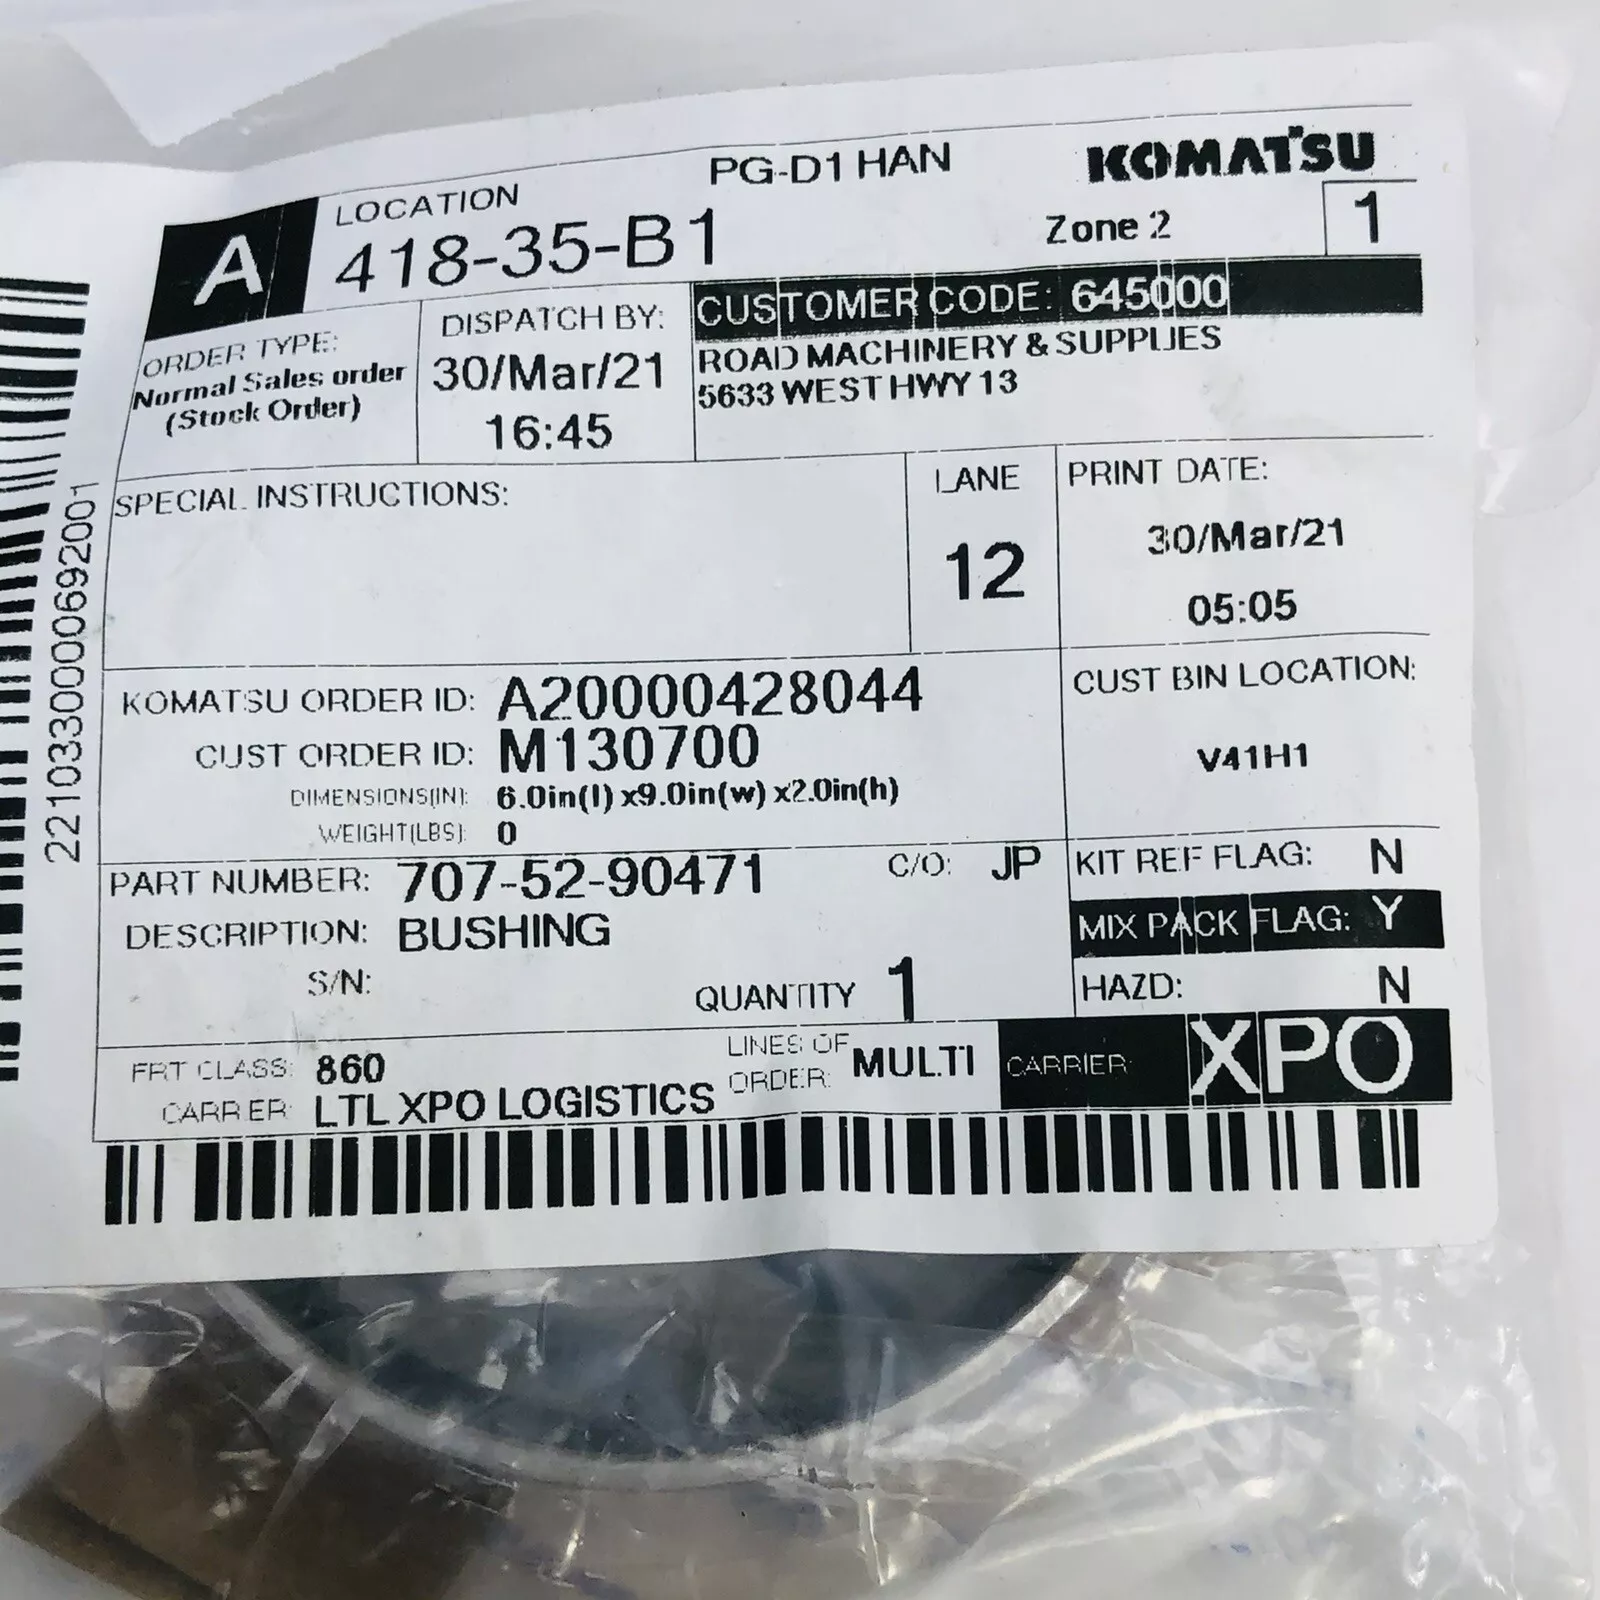 PG-D1 HAN
KOMATSU
A
LOCATION
418-35-B1
Zone 2
1
ORDER TYPE:
Normal Sales order
(Stock Order)
DISPATCH BY:
30/Mar/21
16:45
CUSTOMER CODE: 645000
ROAD MACHINERY & SUPPLIES
5633 WEST HWY 13
SPECIAL INSTRUCTIONS:
LANE
12
PRINT DATE:
30/Mar/21
05:05
KOMATSU ORDER ID: A20000428044
CUST ORDER ID: M130700
DIMENSIONS(IN): 6.0in(l) x9.0in(w) x2.0in(h)
WEIGHT(LBS): 0
CUST BIN LOCATION:
V41H1
PART NUMBER: 707-52-90471
C/O: JP
DESCRIPTION: BUSHING
S/N:
QUANTITY 1
KIT REF FLAG: N
MIX PACK FLAG: Y
HAZD: N
FRT CLASS: 860
CARRIER: LTL XPO LOGISTICS
LINES OF
ORDER: MULTI
CARRIER: XPO
2210330000692001